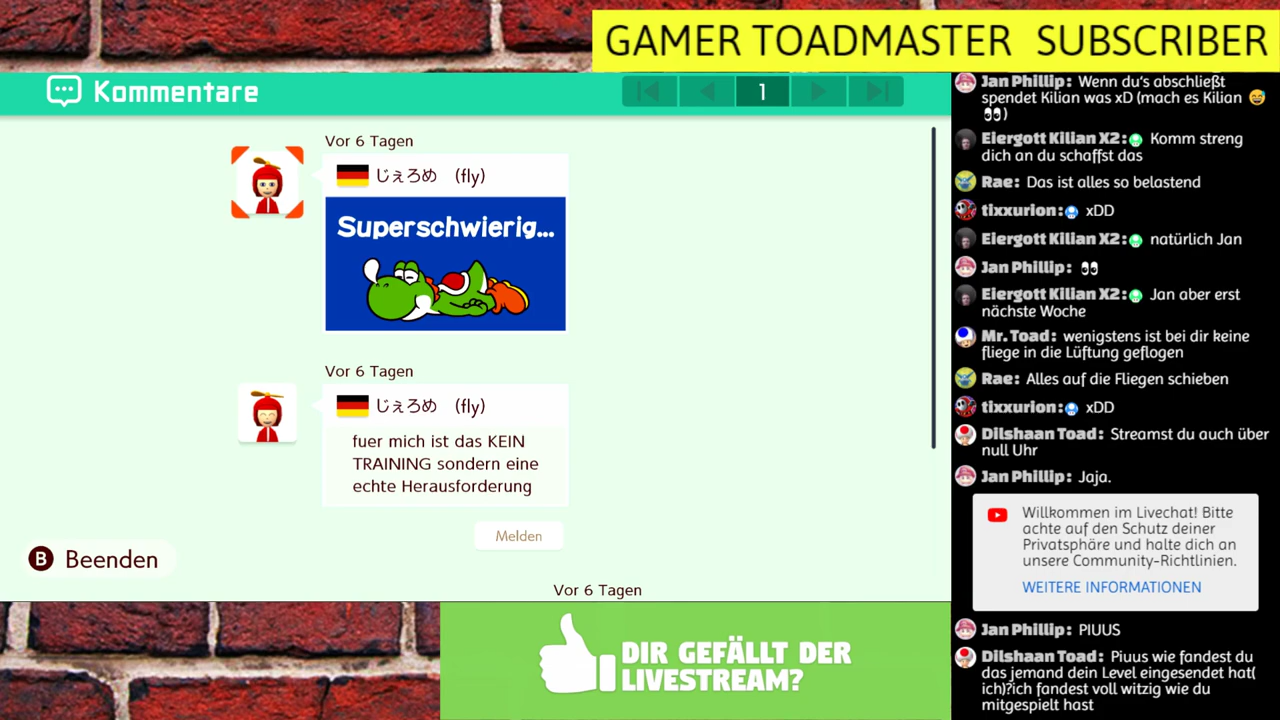 GAMER TOADMASTER SUBSCRIBER
Kommentare
1
Vor 6 Tagen
じぇろめ (fly)
Superschwierig...
Vor 6 Tagen
じぇろめ (fly)
fuer mich ist das KEIN
TRAINING sondern eine
echte Herausforderung
Melden
B Beenden
Vor 6 Tagen
DIR GEFÄLLT DER
LIVESTREAM?
Jan Phillip: Wenn du's abschließt
spendet Kilian was xD (mach es Kilian 😅
👀)
Eiergott Kilian X2: Komm streng
dich an du schaffst das
Rae: Das ist alles so belastend
tixxurion: xDD
Eiergott Kilian X2: natürlich Jan
Jan Phillip: 👀
Eiergott Kilian X2: Jan aber erst
nächste Woche
Mr. Toad: wenigstens ist bei dir keine
fliege in die Lüftung geflogen
Rae: Alles auf die Fliegen schieben
tixxurion: xDD
Dilshaan Toad: Streamst du auch über
null Uhr
Jan Phillip: Jaja.
Willkommen im Livechat! Bitte
achte auf den Schutz deiner
Privatsphäre und halte dich an
unsere Community-Richtlinien.
WEITERE INFORMATIONEN
Jan Phillip: PIUUS
Dilshaan Toad: Piuus wie fandest du
das jemand dein Level eingesendet hat(
ich)?ich fandest voll witzig wie du
mitgespielt hast